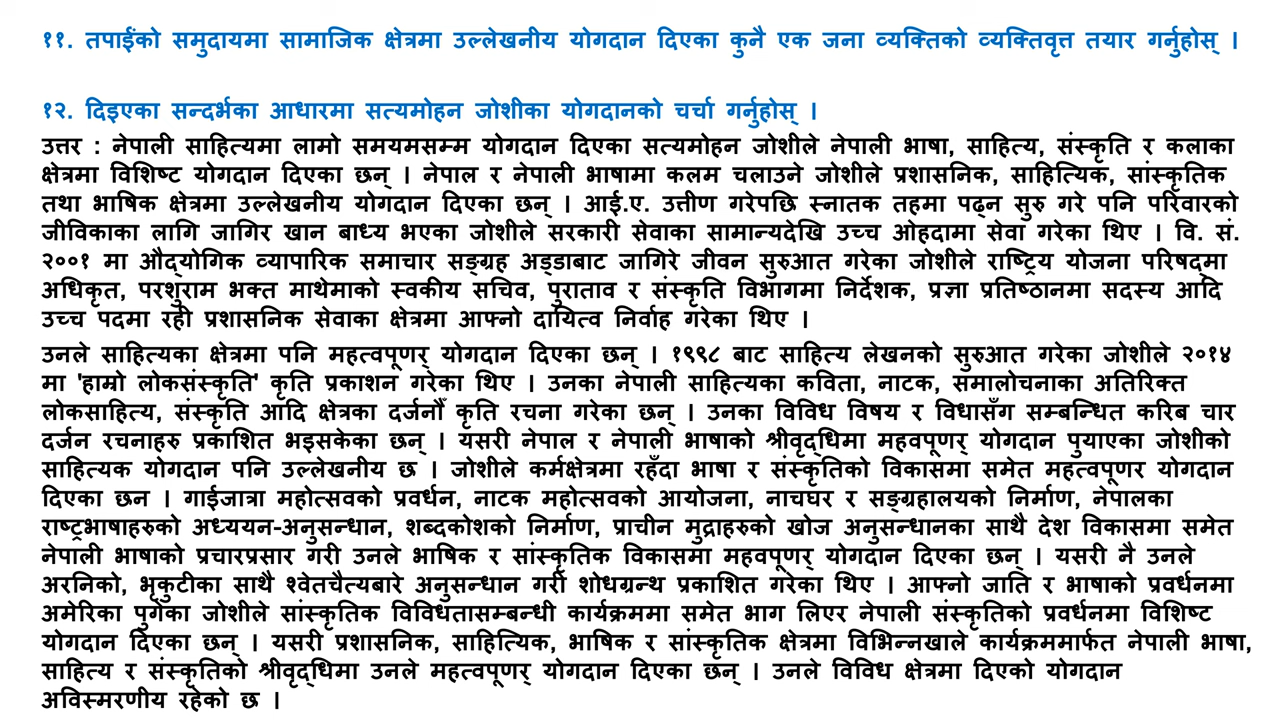 ११. तपाईंको समुदायमा सामाजिक क्षेत्रमा उल्लेखनीय योगदान दिएका कुनै एक जना व्यक्तिको व्यक्तिवृत्त तयार गर्नुहोस् ।
१२. दिइएका सन्दर्भका आधारमा सत्यमोहन जोशीका योगदानको चर्चा गर्नुहोस् ।
उत्तर : नेपाली साहित्यमा लामो समयमसम्म योगदान दिएका सत्यमोहन जोशीले नेपाली भाषा, साहित्य, संस्कृति र कलाका
क्षेत्रमा विशिष्ट योगदान दिएका छन् । नेपाल र नेपाली भाषामा कलम चलाउने जोशीले प्रशासनिक, साहित्यिक, सांस्कृतिक
तथा भाषिक क्षेत्रमा उल्लेखनीय योगदान दिएका छन् । आई.ए. उत्तीण गरेपछि स्नातक तहमा पढ्न सुरु गरे पनि परिवारको
जीविकाका लागि जागिर खान बाध्य भएका जोशीले सरकारी सेवाका सामान्यदेखि उच्च ओहदामा सेवा गरेका थिए । वि. सं.
२००१ मा औद्योगिक व्यापारिक समाचार सङ्ग्रह अड्डाबाट जागिरे जीवन सुरुआत गरेका जोशीले राष्ट्रिय योजना परिषद्मा
अधिकृत, परशुराम भक्त माथेमाको स्वकीय सचिव, पुराताव र संस्कृति विभागमा निर्देशक, प्रज्ञा प्रतिष्ठानमा सदस्य आदि
उच्च पदमा रही प्रशासनिक सेवाका क्षेत्रमा आफ्नो दायित्व निर्वाह गरेका थिए ।
उनले साहित्यका क्षेत्रमा पनि महत्वपूणर् योगदान दिएका छन् । १९९८ बाट साहित्य लेखनको सुरुआत गरेका जोशीले २०१४
मा 'हाम्रो लोकसंस्कृति' कृति प्रकाशन गरेका थिए । उनका नेपाली साहित्यका कविता, नाटक, समालोचनाका अतिरिक्त
लोकसाहित्य, संस्कृति आदि क्षेत्रका दर्जनौँ कृति रचना गरेका छन् । उनका विविध विषय र विधासँग सम्बन्धित करिब चार
दर्जन रचनाहरु प्रकाशित भइसकेका छन् । यसरी नेपाल र नेपाली भाषाको श्रीवृद्धिमा महवपूणर् योगदान पुयाएका जोशीको
साहित्यक योगदान पनि उल्लेखनीय छ । जोशीले कर्मक्षेत्रमा रहँदा भाषा र संस्कृतिको विकासमा समेत महत्वपूणर योगदान
दिएका छन । गाईजात्रा महोत्सवको प्रवर्धन, नाटक महोत्सवको आयोजना, नाचघर र सङ्ग्रहालयको निर्माण, नेपालका
राष्ट्रभाषाहरुको अध्ययन-अनुसन्धान, शब्दकोशको निर्माण, प्राचीन मुद्राहरुको खोज अनुसन्धानका साथै देश विकासमा समेत
नेपाली भाषाको प्रचारप्रसार गरी उनले भाषिक र सांस्कृतिक विकासमा महवपूणर् योगदान दिएका छन् । यसरी नै उनले
अरनिको, भृकुटीका साथै श्वेतचैत्यबारे अनुसन्धान गरी शोधग्रन्थ प्रकाशित गरेका थिए । आफ्नो जाति र भाषाको प्रवर्धनमा
अमेरिका पुगेका जोशीले सांस्कृतिक विविधतासम्बन्धी कार्यक्रममा समेत भाग लिएर नेपाली संस्कृतिको प्रवर्धनमा विशिष्ट
योगदान दिएका छन् । यसरी प्रशासनिक, साहित्यिक, भाषिक र सांस्कृतिक क्षेत्रमा विभिन्नखाले कार्यक्रममार्फत नेपाली भाषा,
साहित्य र संस्कृतिको श्रीवृद्धिमा उनले महत्वपूणर् योगदान दिएका छन् । उनले विविध क्षेत्रमा दिएको योगदान
अविस्मरणीय रहेको छ ।